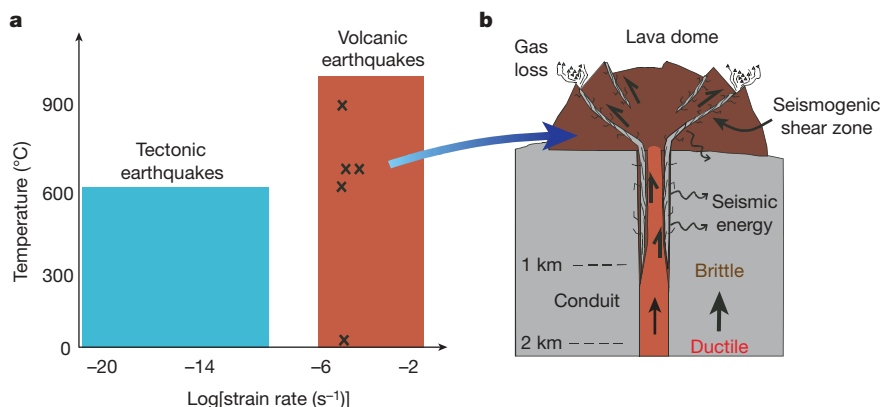 a
Temperature (°C)
900
600
300
0
Tectonic
earthquakes
Volcanic
earthquakes
–20
–14
–6
–2
Log[strain rate (s–1)]
b
Gas
loss
Lava dome
Seismogenic
shear zone
Seismic
energy
1 km
Brittle
Conduit
2 km
Ductile